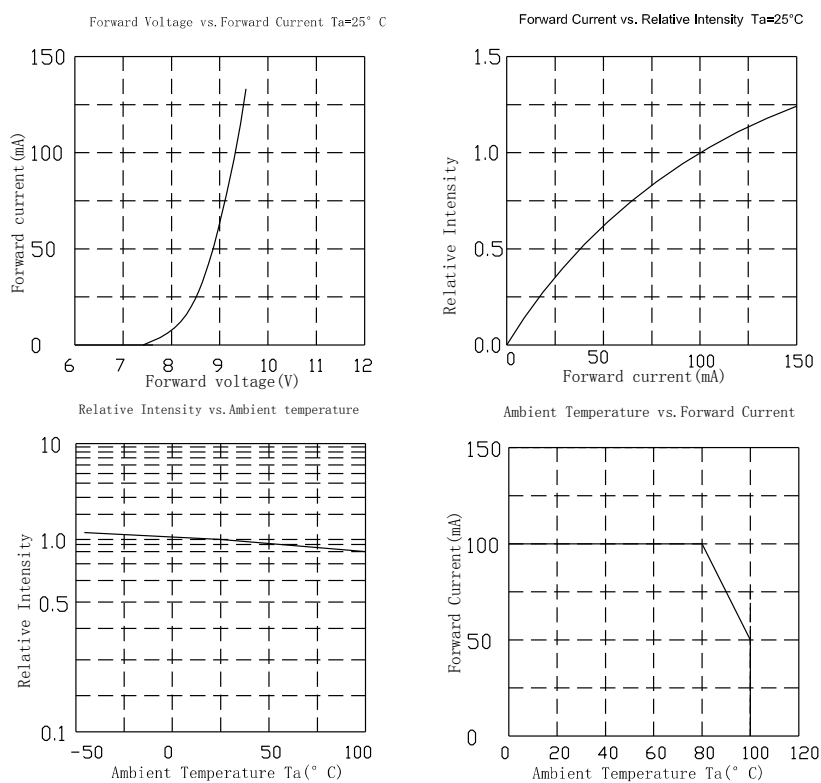 Forward Voltage vs.Forward Current Ta=25° C
150
100
50
0
Forward current(mA)
6 7 8 9 10 11 12
Forward voltage(V)
Forward Current vs. Relative Intensity Ta=25°C
1.5
1.0
0.5
0.0
Relative Intensity
0 50 100 150
Forward current(mA)
Relative Intensity vs.Ambient temperature
10
1.0
0.5
0.1
Relative Intensity
-50 0 50 100
Ambient Temperature Ta(° C)
Ambient Temperature vs.Forward Current
150
100
50
0
Forward Current(mA)
0 20 40 60 80 100 120
Ambient Temperature Ta(° C)